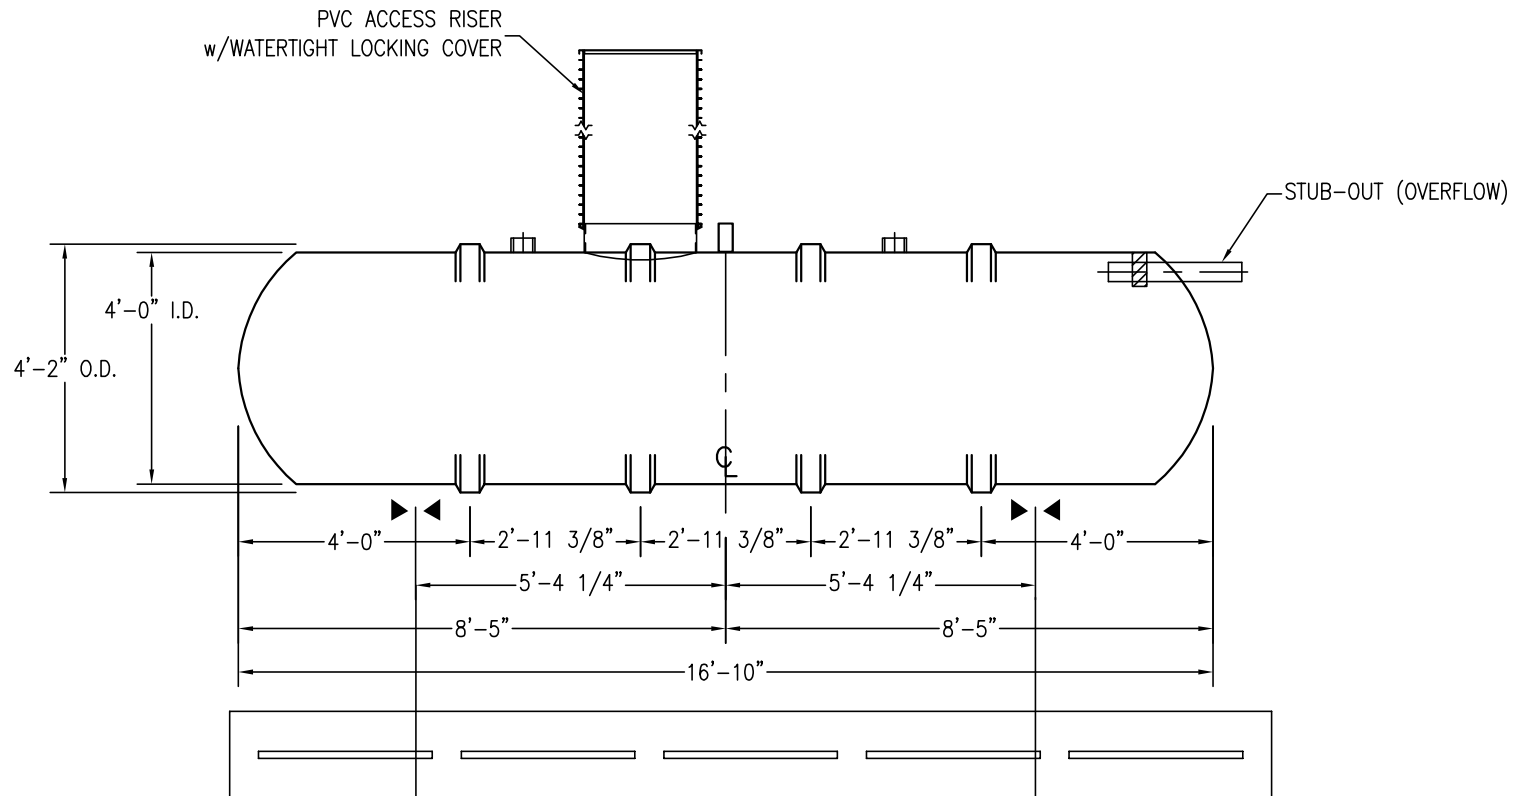 PVC ACCESS RISER
w/WATERTIGHT LOCKING COVER
STUB-OUT (OVERFLOW)
4'-0" I.D.
4'-2" O.D.
℄
4'-0" 2'-11 3/8" 2'-11 3/8" 2'-11 3/8" 4'-0"
5'-4 1/4" 5'-4 1/4"
8'-5" 8'-5"
16'-10"